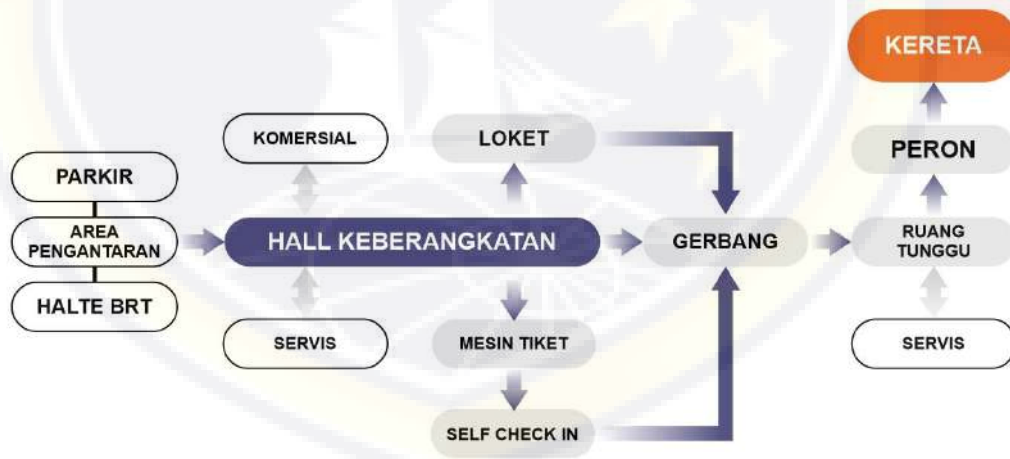 KERETA
KOMERSIAL
LOKET
PERON
PARKIR
AREA
PENGANTARAN
HALL KEBERANGKATAN
GERBANG
RUANG
TUNGGU
HALTE BRT
SERVIS
MESIN TIKET
SERVIS
SELF CHECK IN